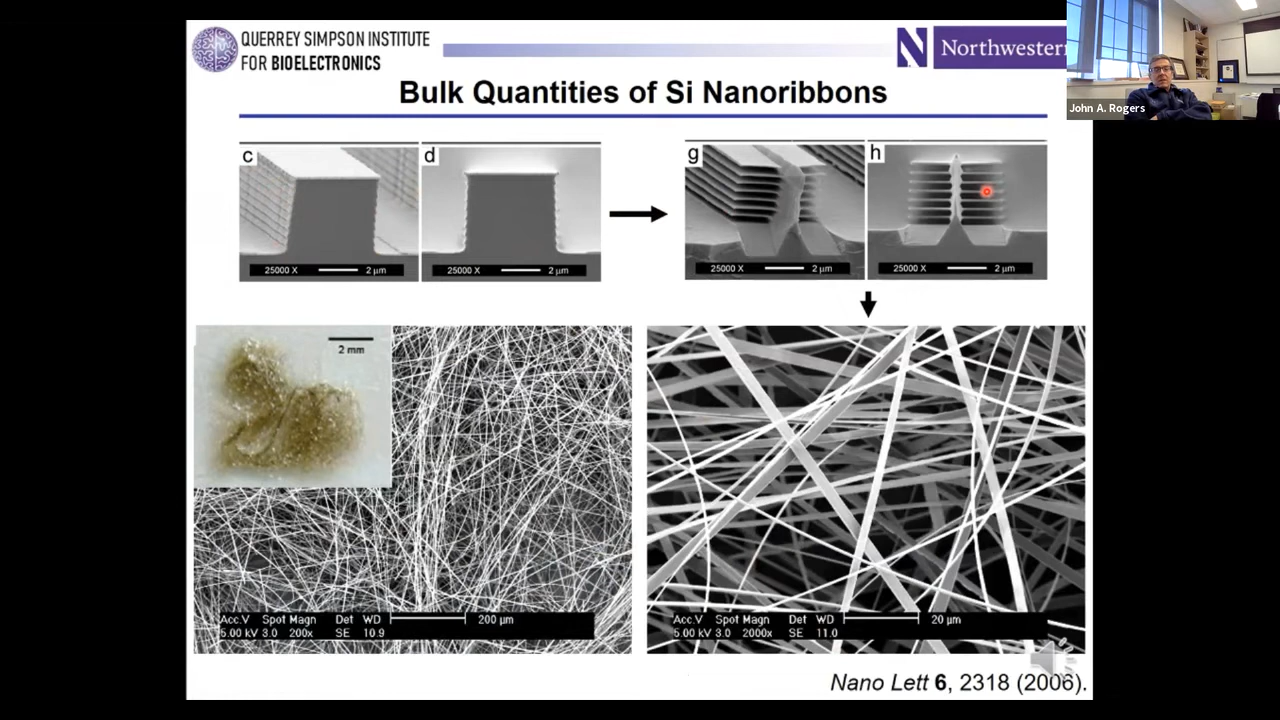 QUERREY SIMPSON INSTITUTE
FOR BIOELECTRONICS
Northwestern
John A. Rogers
Bulk Quantities of Si Nanoribbons
c
d
g
h
25000 X 2 µm
25000 X 2 µm
25000 X 2 µm
25000 X 2 µm
2 mm
Acc.V Spot Magn Det WD 200 µm
5.00 kV 3.0 200x SE 10.9
Acc.V Spot Magn Det WD 20 µm
5.00 kV 3.0 2000x SE 11.0
Nano Lett 6, 2318 (2006).